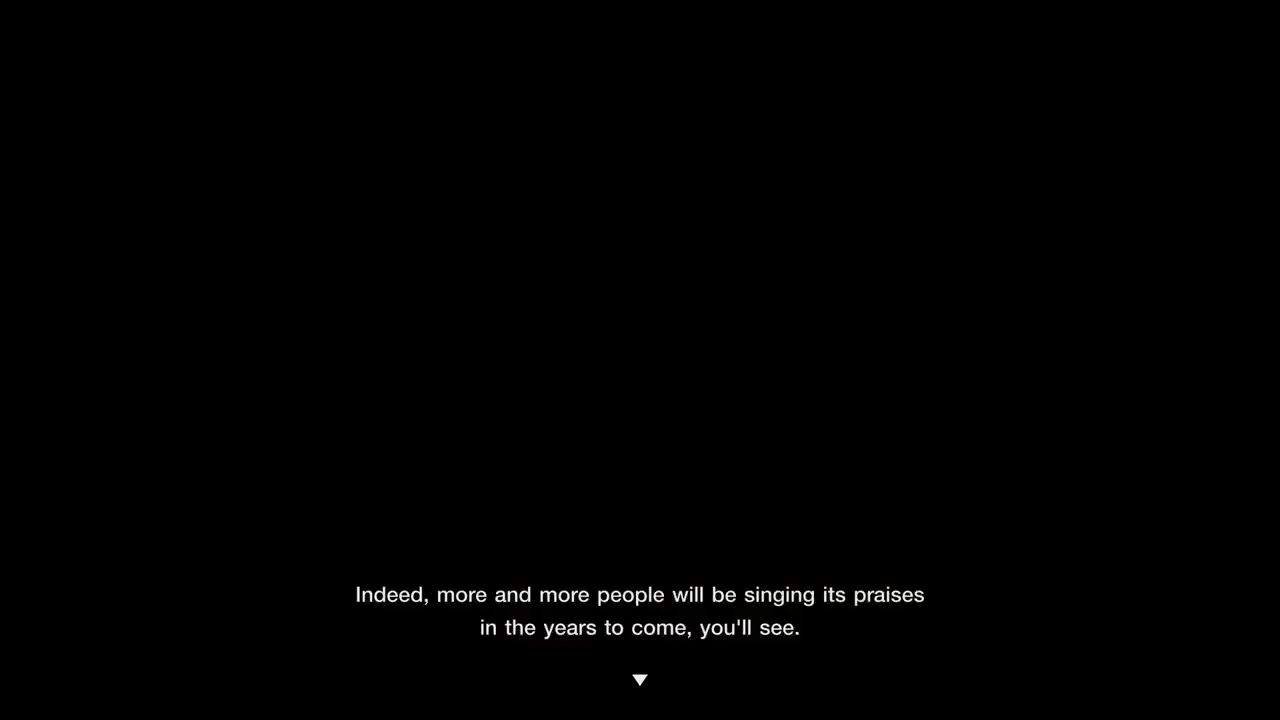 Indeed, more and more people will be singing its praises
in the years to come, you'll see.